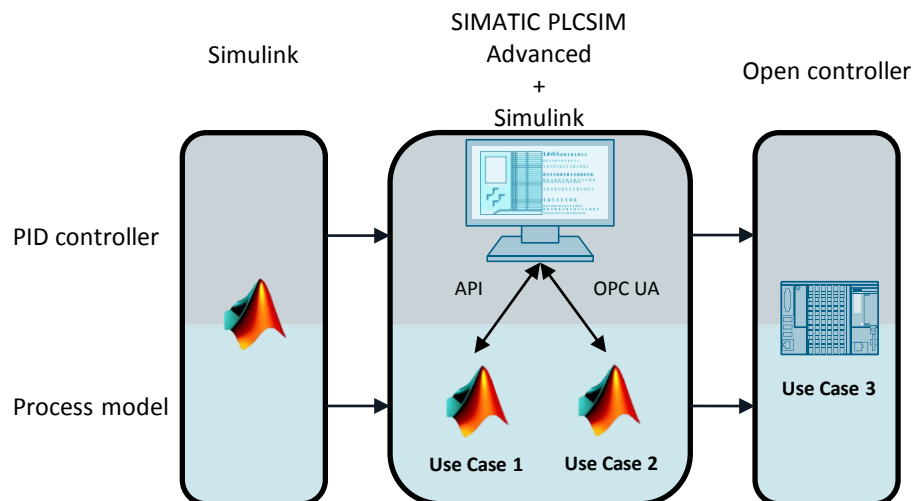 Simulink
SIMATIC PLCSIM
Advanced
+
Simulink
Open controller
PID controller
API
OPC UA
Process model
Use Case 1
Use Case 2
Use Case 3